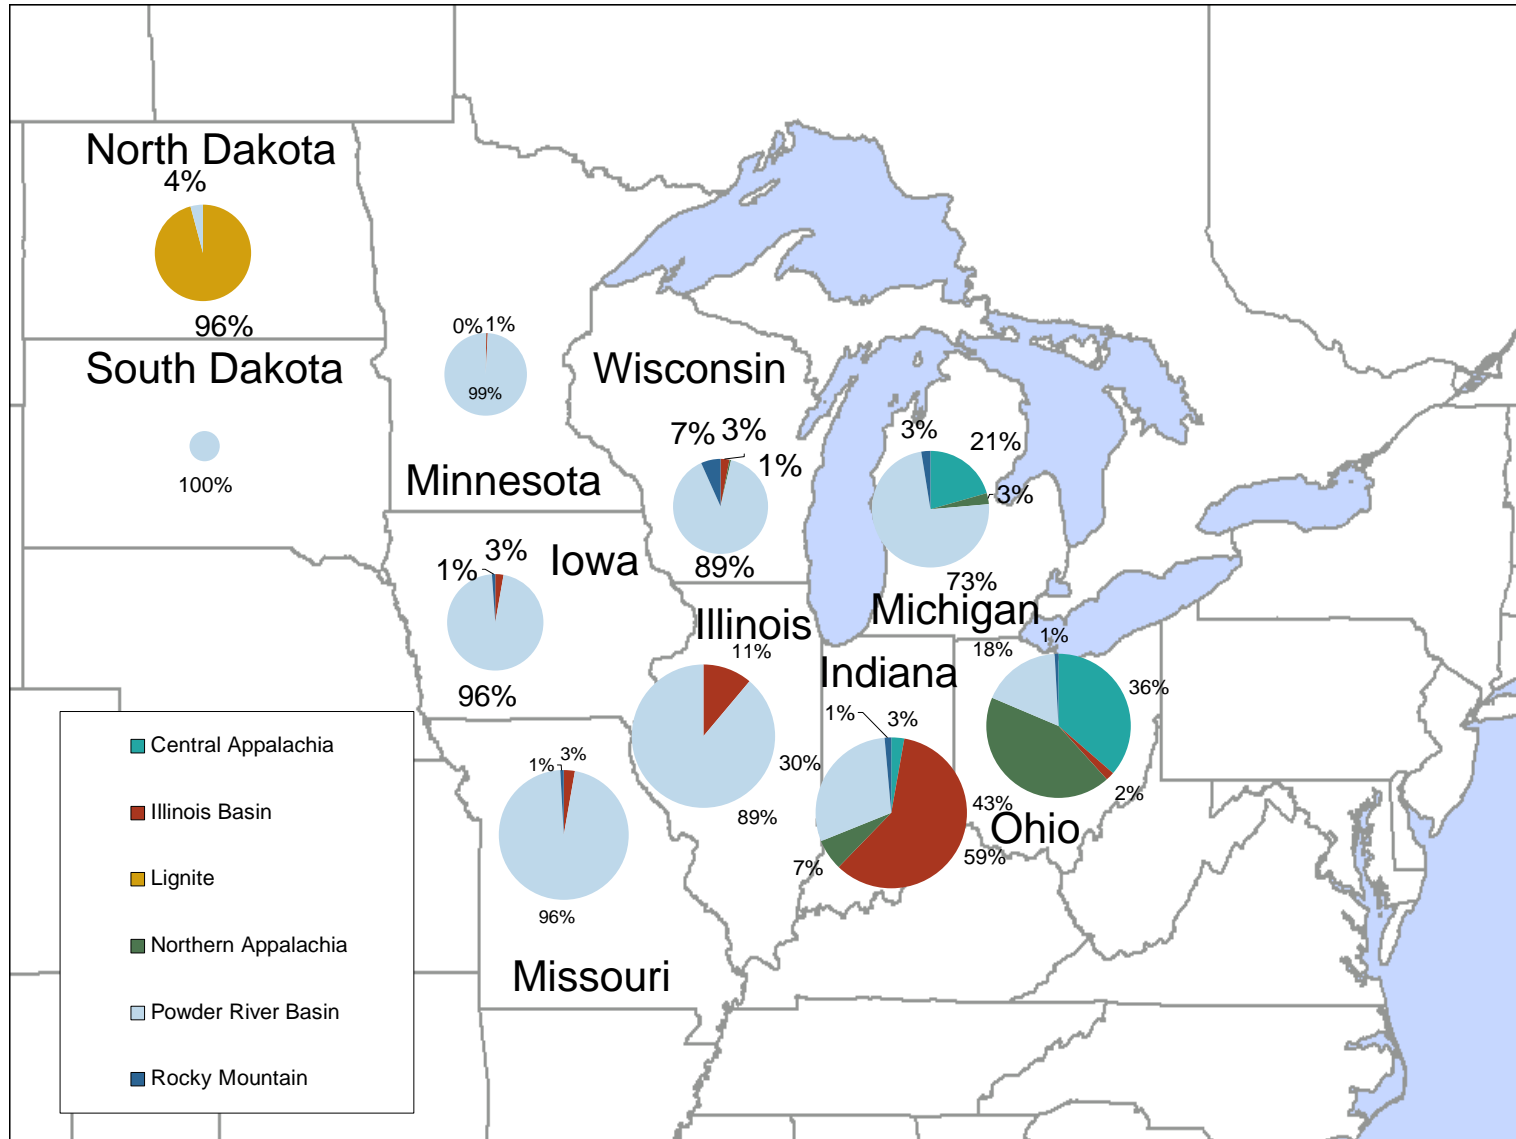 North Dakota
4%
96%
South Dakota
100%
0% 1%
99%
Minnesota
Wisconsin
7% 3%
1%
89%
3% 21%
3%
73%
Michigan
1% 3%
Iowa
96%
Illinois
11%
89%
Indiana
1% 3%
30%
7%
59%
18% 1%
36%
43%
2%
Ohio
1% 3%
96%
Missouri
Central Appalachia
Illinois Basin
Lignite
Northern Appalachia
Powder River Basin
Rocky Mountain